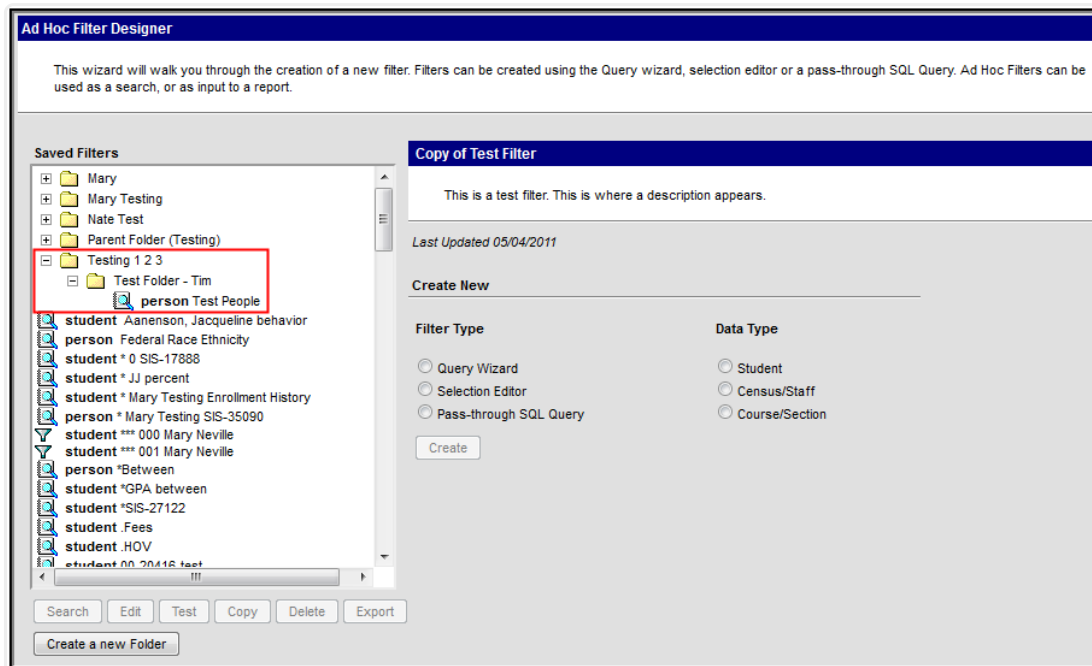 Ad Hoc Filter Designer
This wizard will walk you through the creation of a new filter. Filters can be created using the Query wizard, selection editor or a pass-through SQL Query. Ad Hoc Filters can be
used as a search, or as input to a report.
Saved Filters
Mary
Mary Testing
Nate Test
Parent Folder (Testing)
Testing 1 2 3
Test Folder - Tim
person Test People
student Aanenson, Jacqueline behavior
person Federal Race Ethnicity
student * 0 SIS-17888
student * JJ percent
student * Mary Testing Enrollment History
person * Mary Testing SIS-35090
student *** 000 Mary Neville
student *** 001 Mary Neville
person *Between
student *GPA between
student *SIS-27122
student .Fees
student .HOV
student 00 20416 test
Search Edit Test Copy Delete Export
Create a new Folder
Copy of Test Filter
This is a test filter. This is where a description appears.
Last Updated 05/04/2011
Create New
Filter Type Data Type
Query Wizard Student
Selection Editor Census/Staff
Pass-through SQL Query Course/Section
Create